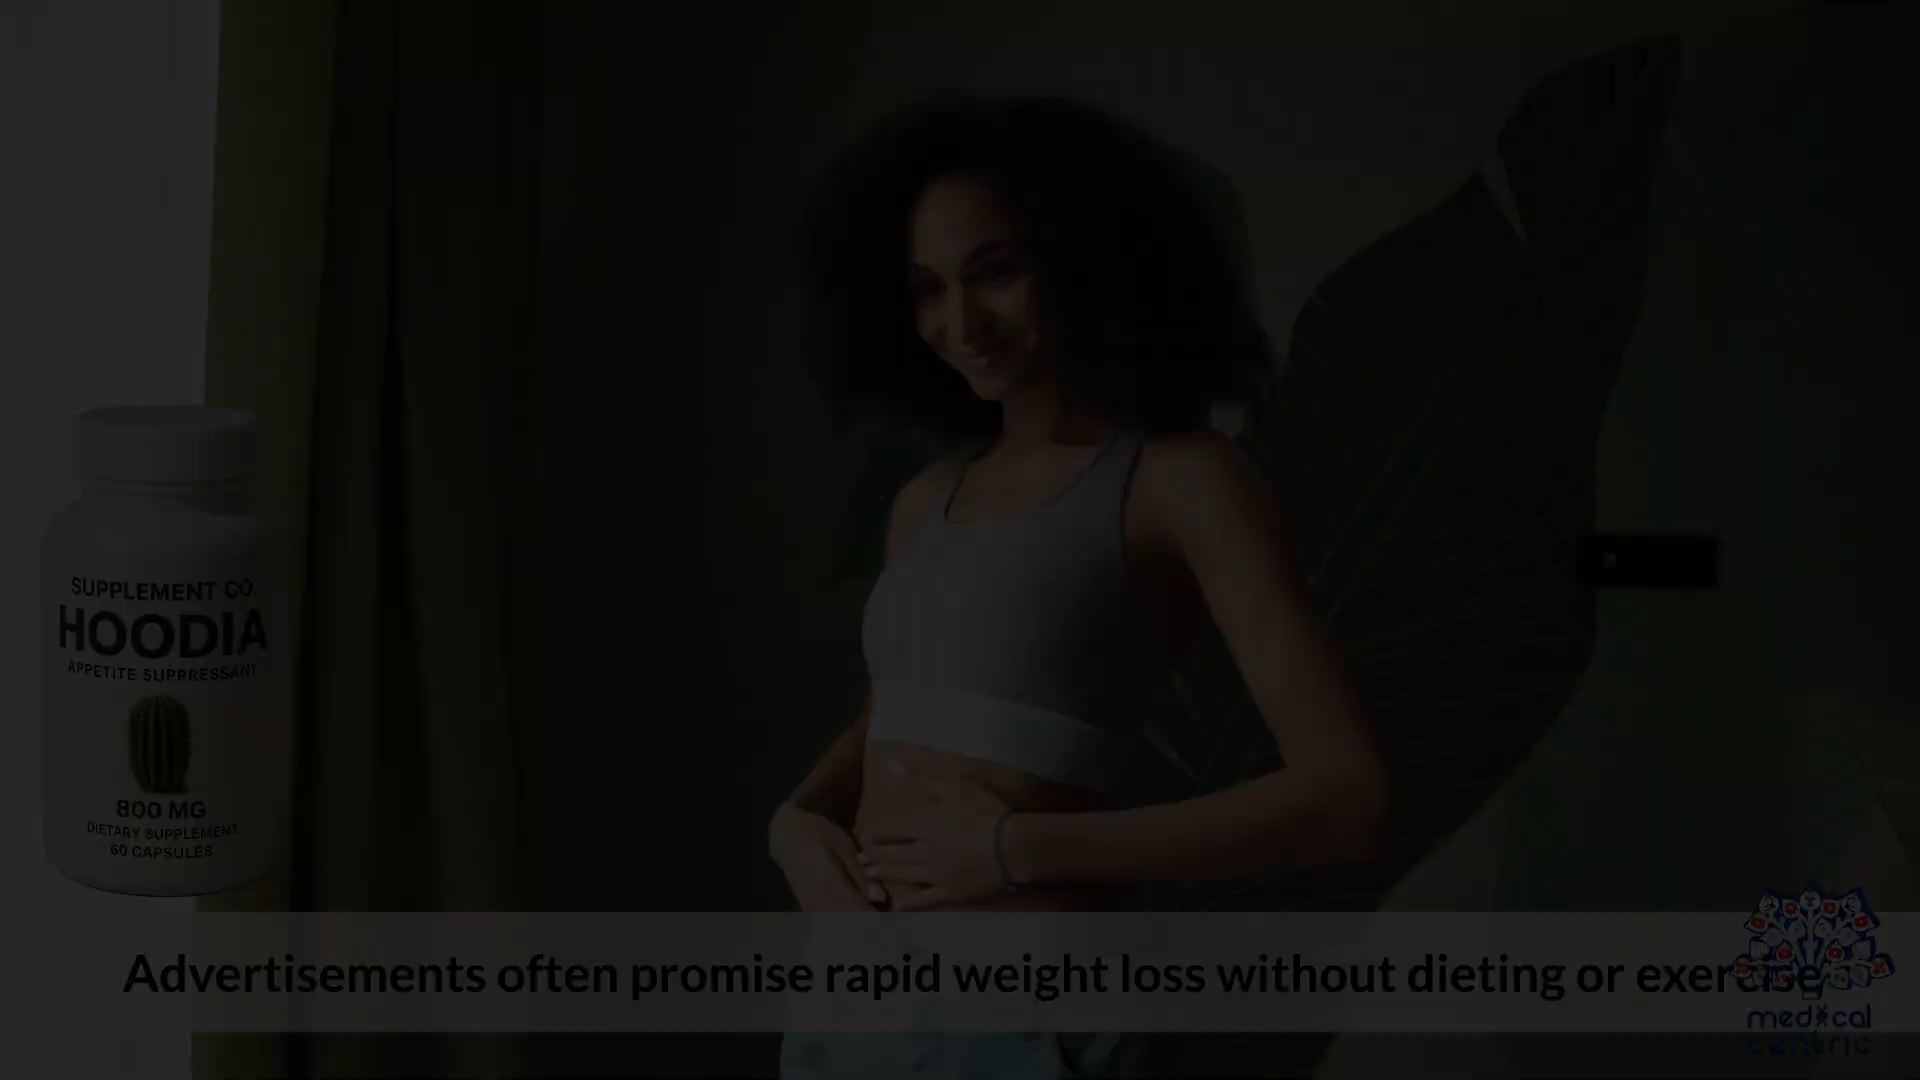 SUPPLEMENT CO.
HOODIA
APPETITE SUPPRESSANT
800 MG
DIETARY SUPPLEMENT
60 CAPSULES
Advertisements often promise rapid weight loss without dieting or exercise
medical
centric